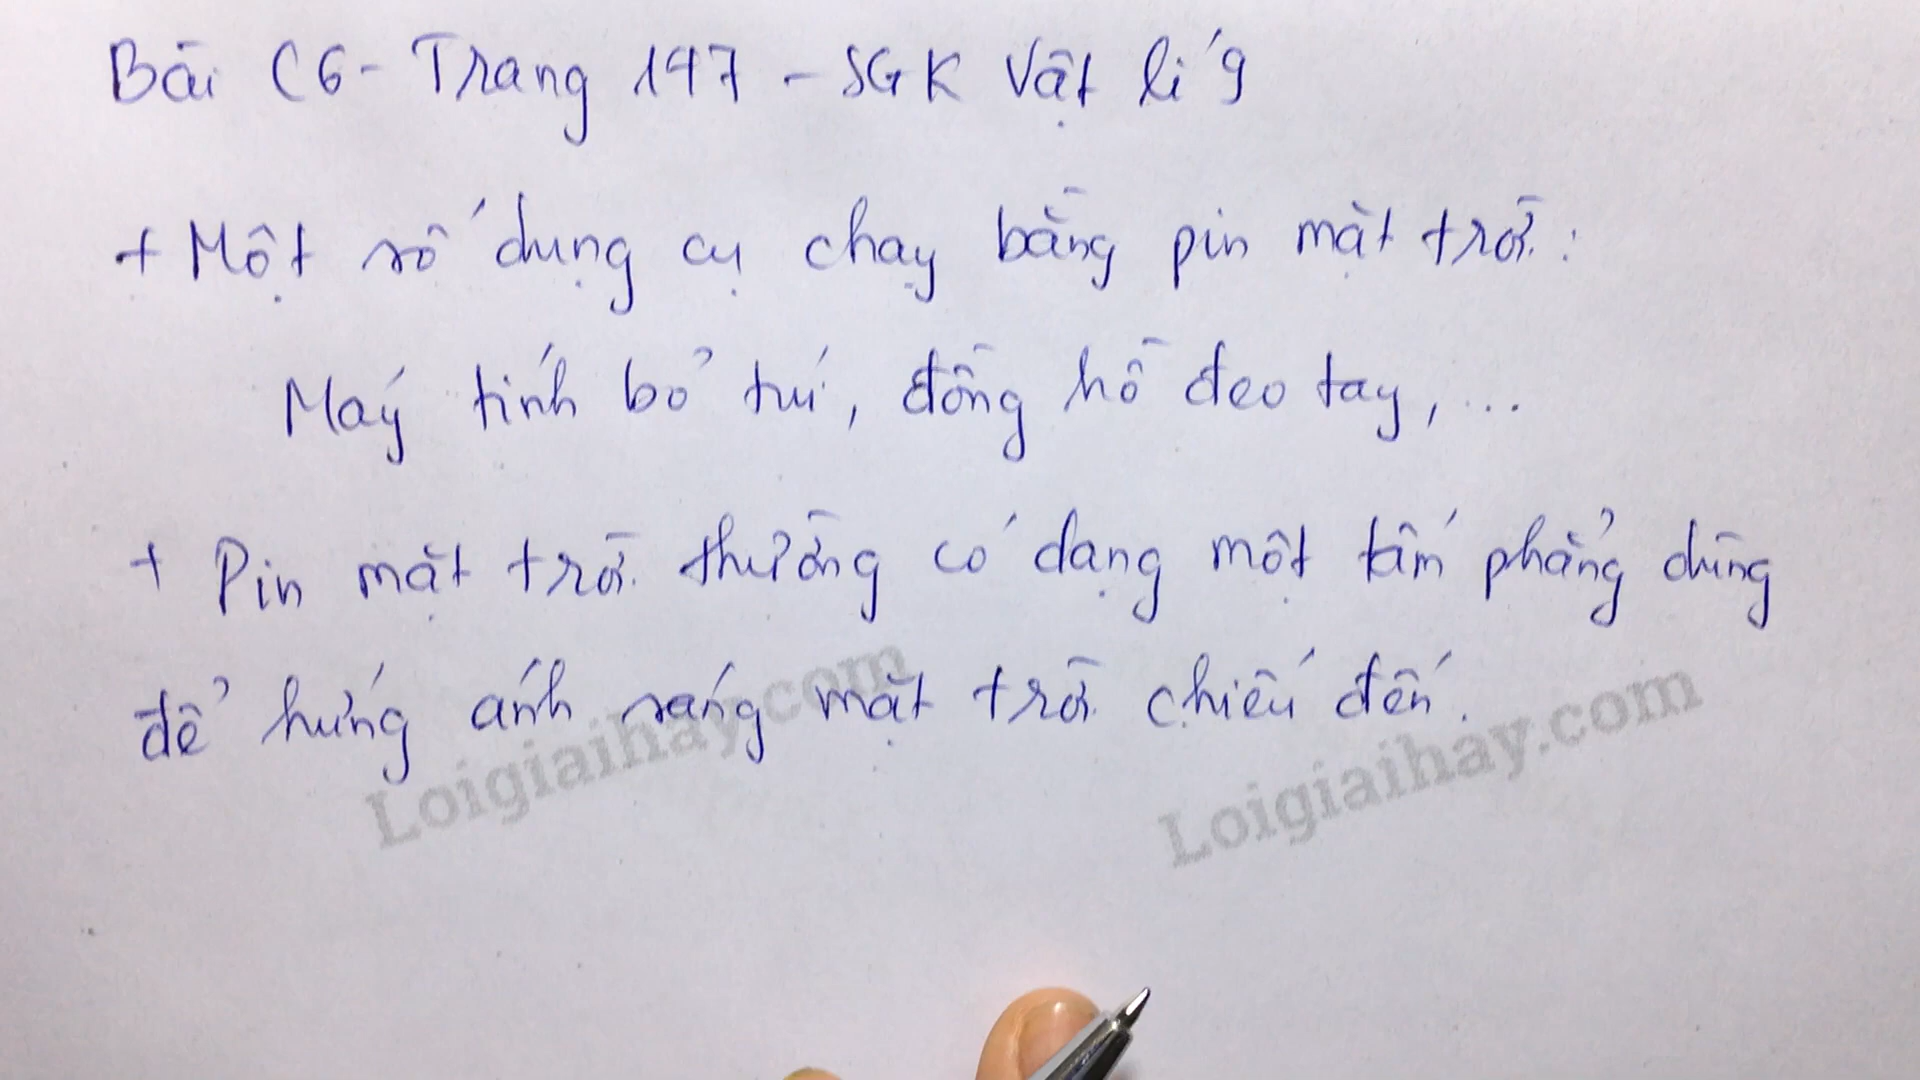 Bài C6 - Trang 147 - SGK Vật lí 9
+ Một số dụng cụ chạy bằng pin mặt trời:
Máy tính bỏ túi, đồng hồ đeo tay, ...
+ Pin mặt trời thường có dạng một tấm phẳng dùng
để hứng ánh sáng mặt trời chiếu đến.
Loigiaihay.com
Loigiaihay.com